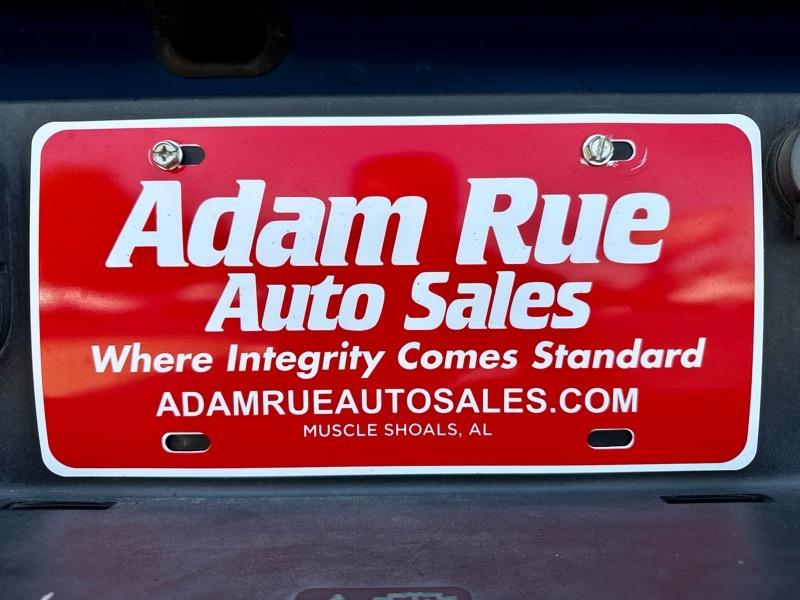 Adam Rue
Auto Sales
Where Integrity Comes Standard
ADAMRUEAUTOSALES.COM
MUSCLE SHOALS, AL